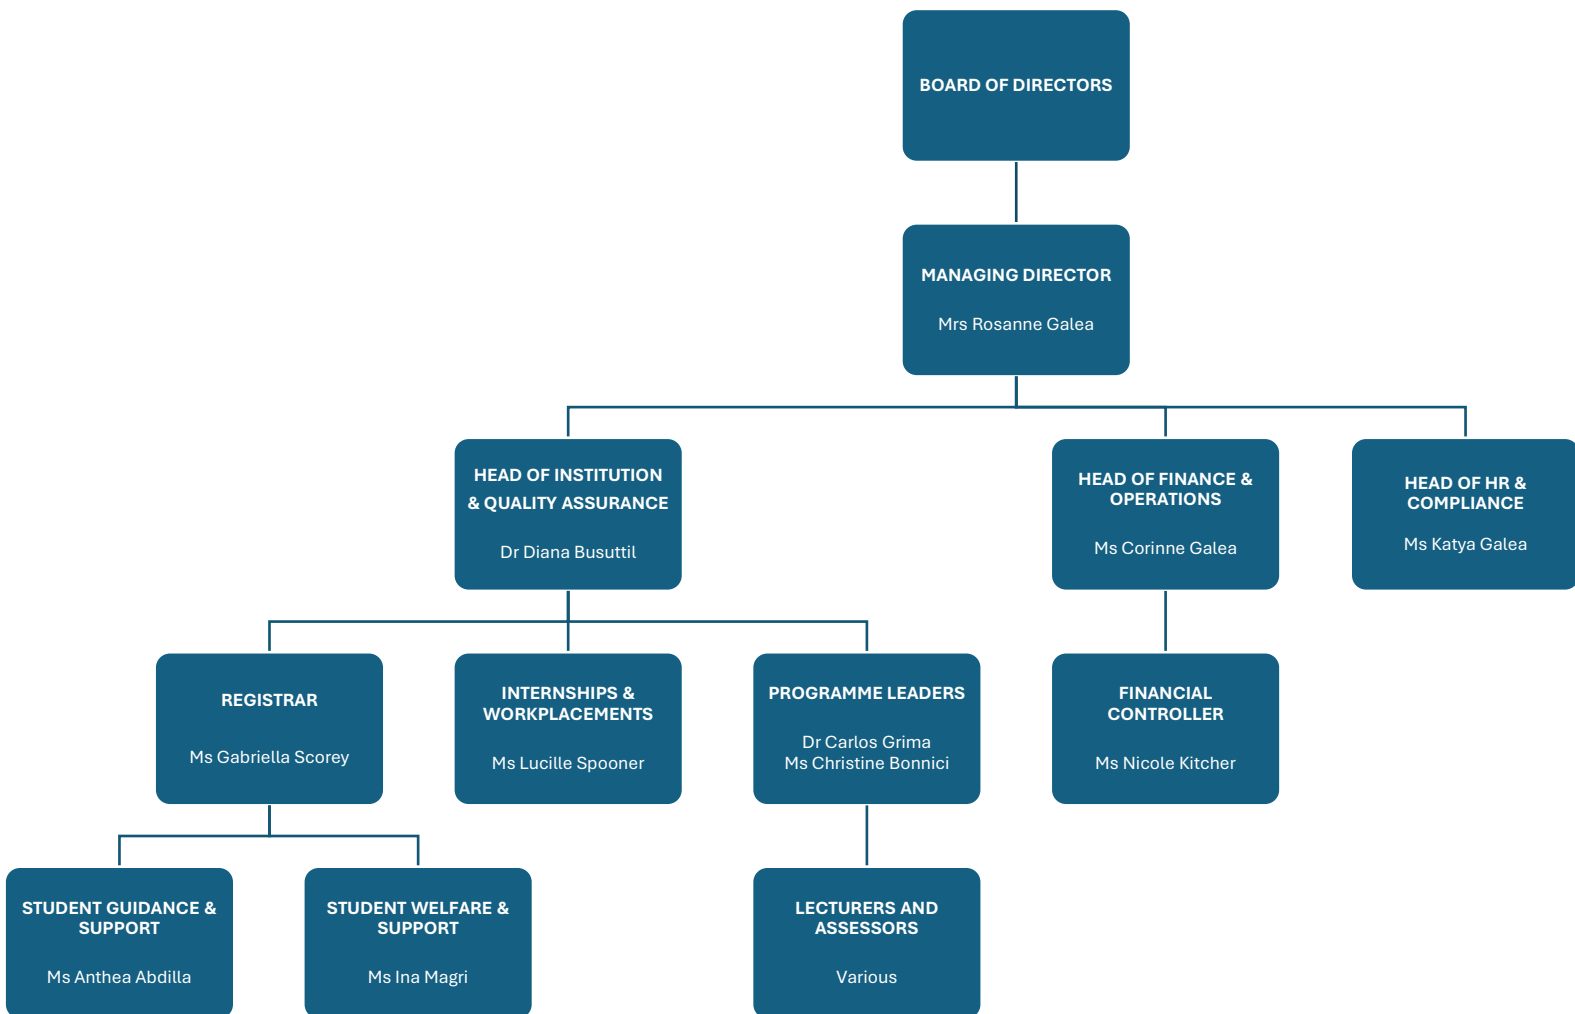 BOARD OF DIRECTORS
MANAGING DIRECTOR
Mrs Rosanne Galea
HEAD OF INSTITUTION
& QUALITY ASSURANCE
Dr Diana Busuttil
HEAD OF FINANCE &
OPERATIONS
Ms Corinne Galea
HEAD OF HR &
COMPLIANCE
Ms Katya Galea
REGISTRAR
Ms Gabriella Scorey
INTERNSHIPS &
WORKPLACEMENTS
Ms Lucille Spooner
PROGRAMME LEADERS
Dr Carlos Grima
Ms Christine Bonnici
FINANCIAL
CONTROLLER
Ms Nicole Kitcher
STUDENT GUIDANCE &
SUPPORT
Ms Anthea Abdilla
STUDENT WELFARE &
SUPPORT
Ms Ina Magri
LECTURERS AND
ASSESSORS
Various